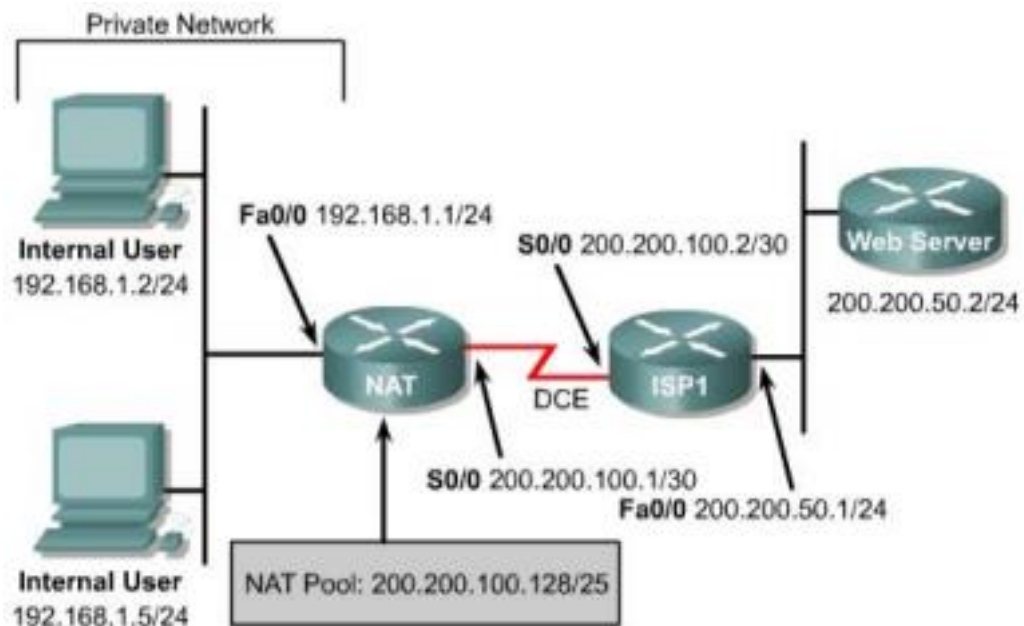 Private Network
Internal User
192.168.1.2/24
Fa0/0 192.168.1.1/24
S0/0 200.200.100.2/30
Web Server
200.200.50.2/24
NAT
DCE
ISP1
S0/0 200.200.100.1/30
Fa0/0 200.200.50.1/24
NAT Pool: 200.200.100.128/25
Internal User
192.168.1.5/24